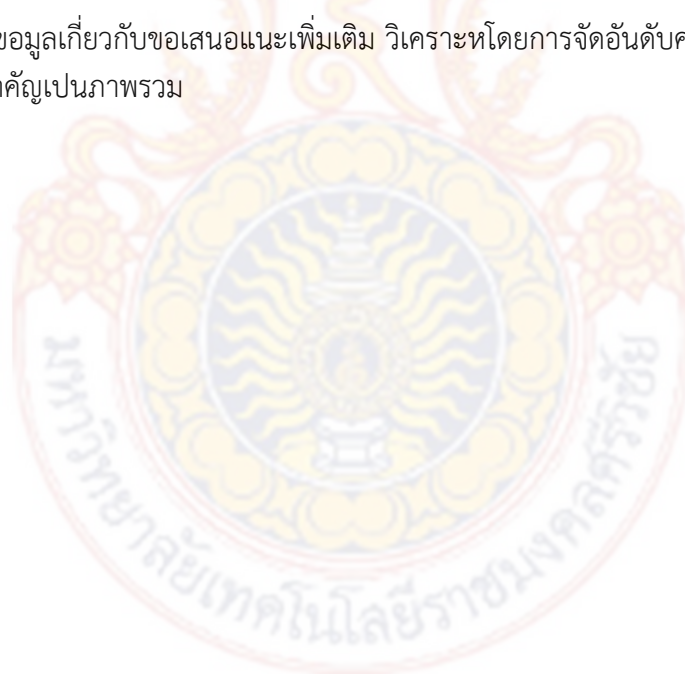 ขอมูลเกี่ยวกับขอเสนอแนะเพิ่มเติม วิเคราะหโดยการจัดอันดับค
คัญเปนภาพรวม
มหาวิทยาลัยเทคโนโลยีราชมงคลศรีวิชัย